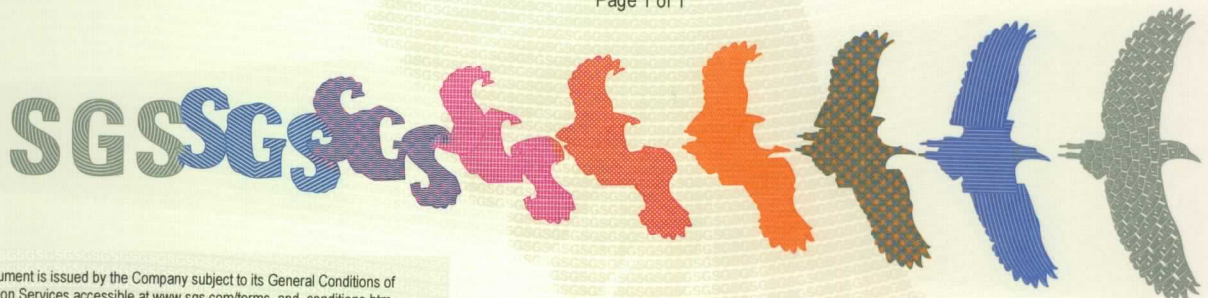 Page 1 of 1
SGS SGS SGS
ument is issued by the Company subject to its General Conditions of
on Services accessible at www.sgs.com/terms_and_conditions.htm